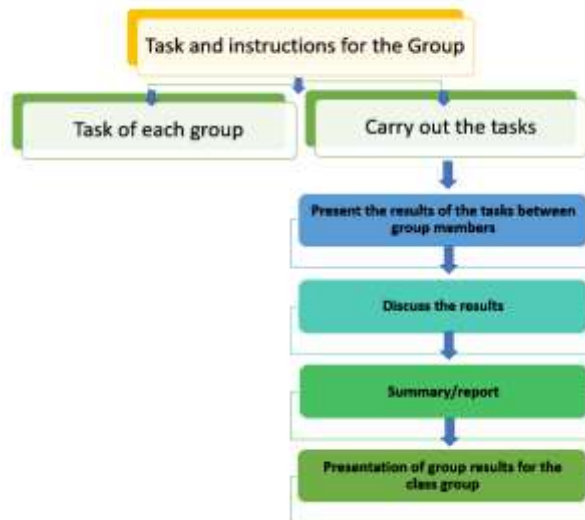 Task and instructions for the Group
Task of each group
Carry out the tasks
Present the results of the tasks between
group members
Discuss the results
Summary/report
Presentation of group results for the
class group